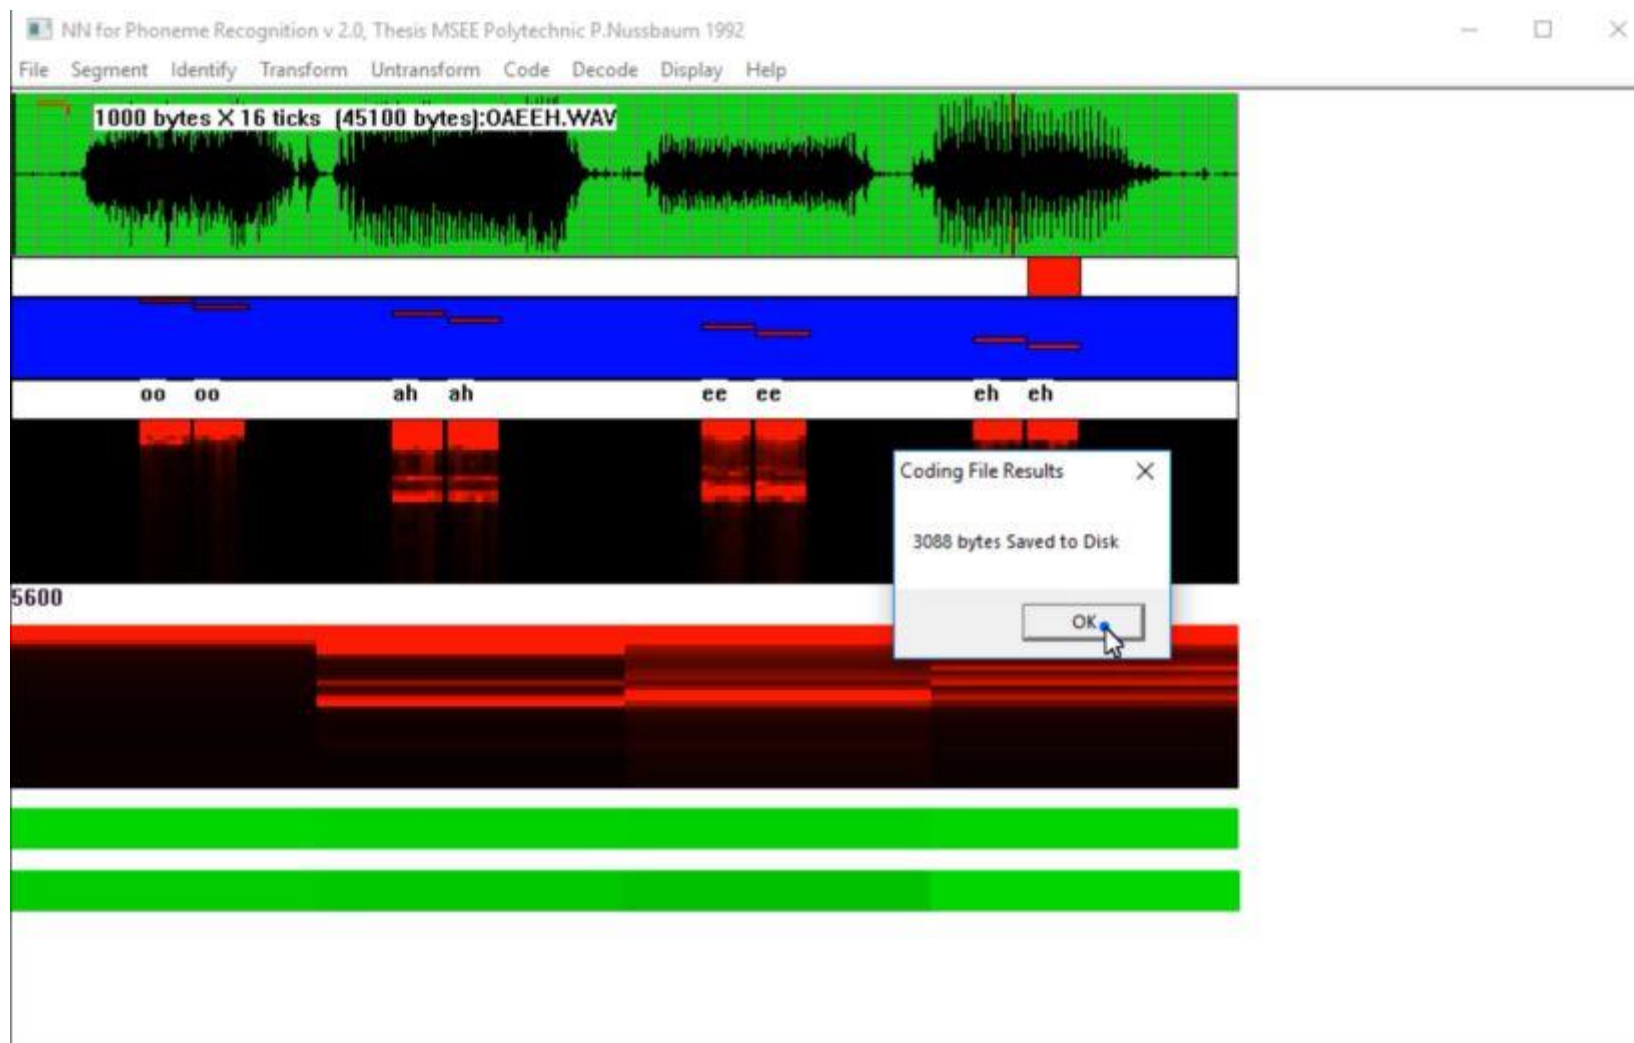 NN for Phoneme Recognition v 2.0, Thesis MSEE Polytechnic P.Nussbaum 1992
File Segment Identify Transform Untransform Code Decode Display Help
1000 bytes X 16 ticks (45100 bytes):OAEEH.WAV
oo oo ah ah ee ee eh eh
Coding File Results
3088 bytes Saved to Disk
5600
OK